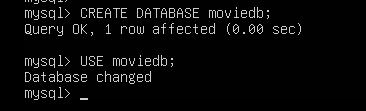 mysql> CREATE DATABASE moviedb;
Query OK, 1 row affected (0.00 sec)
mysql> USE moviedb;
Database changed
mysql> _